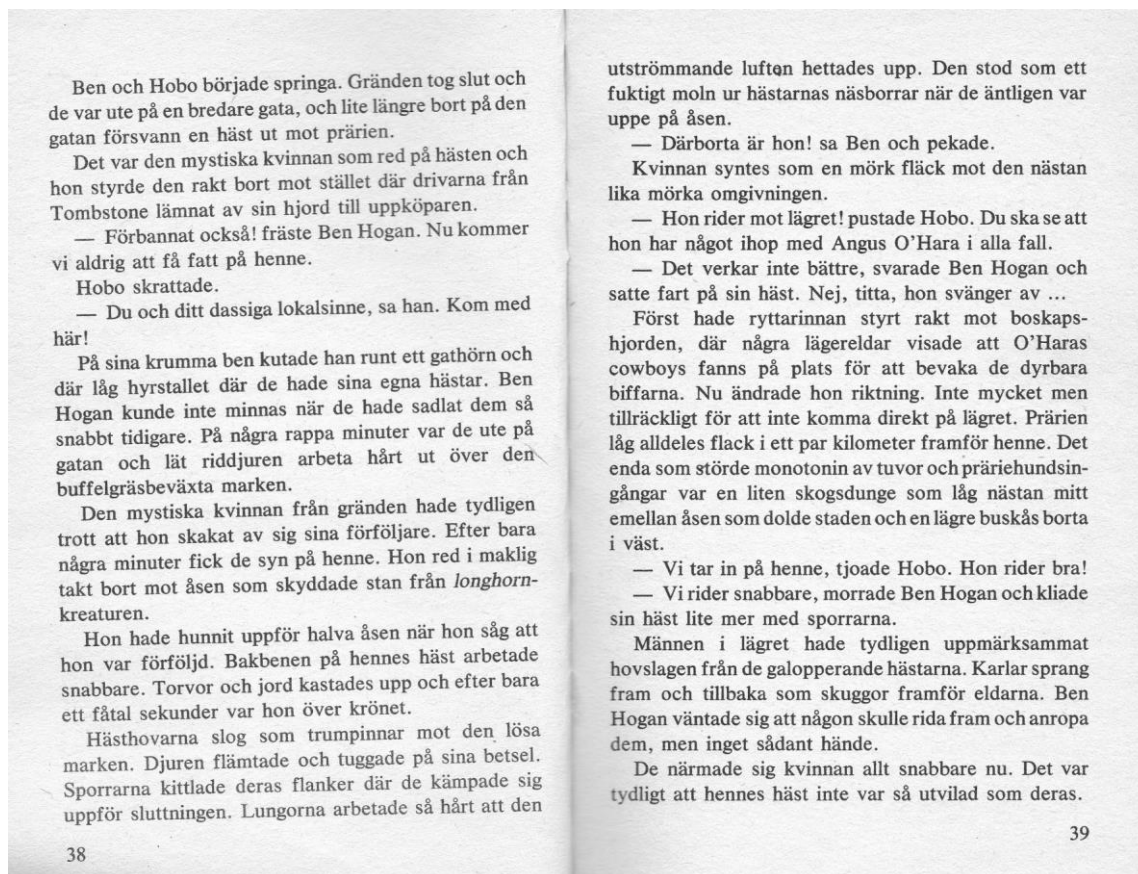 Ben och Hobo började springa. Gränden tog slut och
de var ute på en bredare gata, och lite längre bort på den
gatan försvann en häst ut mot prärien.
Det var den mystiska kvinnan som red på hästen och
hon styrde den rakt bort mot stället där drivarna från
Tombstone lämnat av sin hjord till uppköparen.
— Förbannat också! fräste Ben Hogan. Nu kommer
vi aldrig att få fatt på henne.
Hobo skrattade.
— Du och ditt dassiga lokalsinne, sa han. Kom med
här!
På sina krumma ben kutade han runt ett gathörn och
där låg hyrstallet där de hade sina egna hästar. Ben
Hogan kunde inte minnas när de hade sadlat dem så
snabbt tidigare. På några rappa minuter var de ute på
gatan och lät riddjuren arbeta hårt ut över den
buffelgräsbeväxta marken.
Den mystiska kvinnan från gränden hade tydligen
trott att hon skakat av sig sina förföljare. Efter bara
några minuter fick de syn på henne. Hon red i maklig
takt bort mot åsen som skyddade stan från longhorn-
kreaturen.
Hon hade hunnit uppför halva åsen när hon såg att
hon var förföljd. Bakbenen på hennes häst arbetade
snabbare. Torvor och jord kastades upp och efter bara
ett fåtal sekunder var hon över krönet.
Hästhovarna slog som trumpinnar mot den lösa
marken. Djuren flämtade och tuggade på sina betsel.
Sporrarna kittlade deras flanker där de kämpade sig
uppför sluttningen. Lungorna arbetade så hårt att den
38
utströmmande luften hettades upp. Den stod som ett
fuktigt moln ur hästarnas näsborrar när de äntligen var
uppe på åsen.
— Därborta är hon! sa Ben och pekade.
Kvinnan syntes som en mörk fläck mot den nästan
lika mörka omgivningen.
— Hon rider mot lägret! pustade Hobo. Du ska se att
hon har något ihop med Angus O'Hara i alla fall.
— Det verkar inte bättre, svarade Ben Hogan och
satte fart på sin häst. Nej, titta, hon svänger av ...
Först hade ryttarinnan styrt rakt mot boskaps-
hjorden, där några lägereldar visade att O'Haras
cowboys fanns på plats för att bevaka de dyrbara
biffarna. Nu ändrade hon riktning. Inte mycket men
tillräckligt för att inte komma direkt på lägret. Prärien
låg alldeles flack i ett par kilometer framför henne. Det
enda som störde monotonin av tuvor och präriehundsin-
gångar var en liten skogsdunge som låg nästan mitt
emellan åsen som dolde staden och en lägre buskås borta
i väst.
— Vi tar in på henne, tjoade Hobo. Hon rider bra!
— Vi rider snabbare, morrade Ben Hogan och kliade
sin häst lite mer med sporrarna.
Männen i lägret hade tydligen uppmärksammat
hovslagen från de galopperande hästarna. Karlar sprang
fram och tillbaka som skuggor framför eldarna. Ben
Hogan väntade sig att någon skulle rida fram och anropa
dem, men inget sådant hände.
De närmade sig kvinnan allt snabbare nu. Det var
tydligt att hennes häst inte var så utvilad som deras.
39